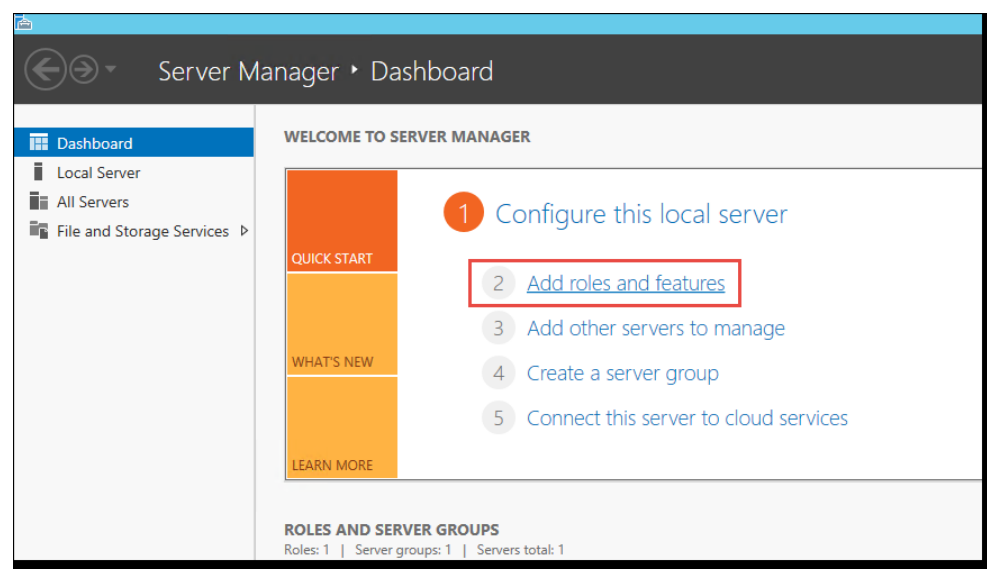 Server Manager ‣ Dashboard
Dashboard
Local Server
All Servers
File and Storage Services
WELCOME TO SERVER MANAGER
QUICK START
WHAT'S NEW
LEARN MORE
1 Configure this local server
2 Add roles and features
3 Add other servers to manage
4 Create a server group
5 Connect this server to cloud services
ROLES AND SERVER GROUPS
Roles: 1 | Server groups: 1 | Servers total: 1